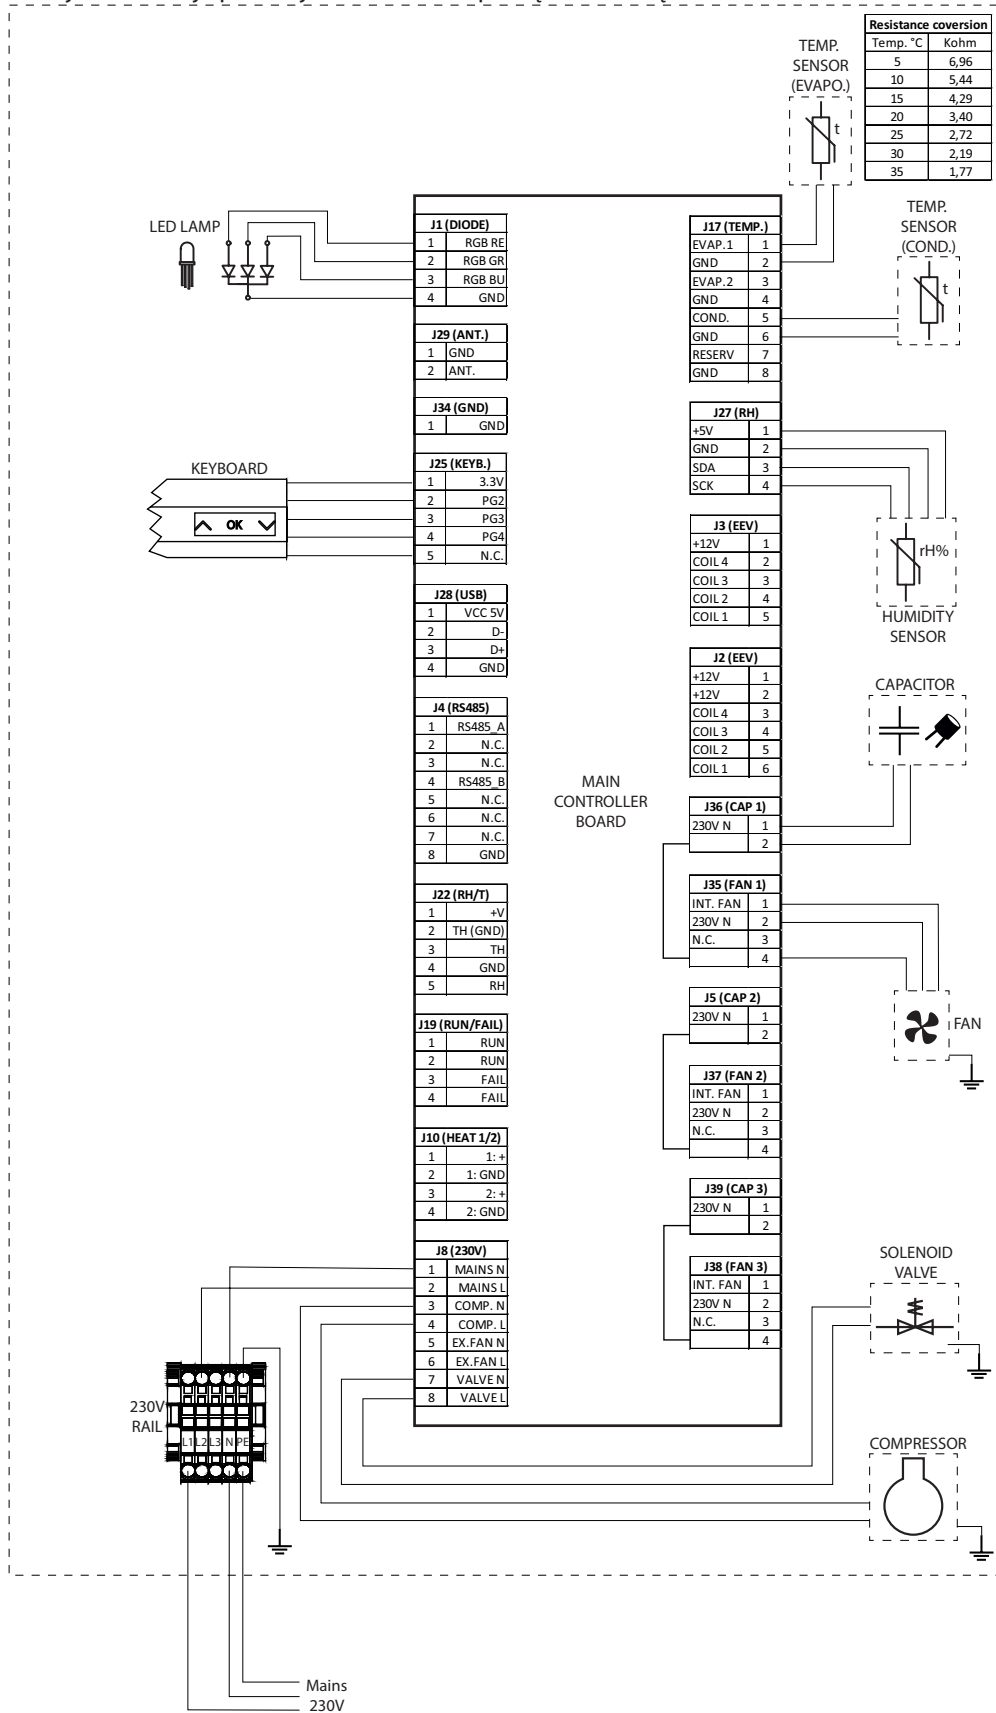 Resistance coversion
Temp. °C Kohm
5 6,96
10 5,44
15 4,29
20 3,40
25 2,72
30 2,19
35 1,77
TEMP.
SENSOR
(EVAPO.)
t
TEMP.
SENSOR
(COND.)
t
LED LAMP
J1 (DIODE)
1 RGB RE
2 RGB GR
3 RGB BU
4 GND
J29 (ANT.)
1 GND
2 ANT.
J34 (GND)
1 GND
KEYBOARD
OK
J25 (KEYB.)
1 3.3V
2 PG2
3 PG3
4 PG4
5 N.C.
J28 (USB)
1 VCC 5V
2 D-
3 D+
4 GND
J4 (RS485)
1 RS485_A
2 N.C.
3 N.C.
4 RS485_B
5 N.C.
6 N.C.
7 N.C.
8 GND
J22 (RH/T)
1 +V
2 TH (GND)
3 TH
4 GND
5 RH
J19 (RUN/FAIL)
1 RUN
2 RUN
3 FAIL
4 FAIL
J10 (HEAT 1/2)
1 1: +
2 1: GND
3 2: +
4 2: GND
J8 (230V)
1 MAINS N
2 MAINS L
3 COMP. N
4 COMP. L
5 EX.FAN N
6 EX.FAN L
7 VALVE N
8 VALVE L
MAIN
CONTROLLER
BOARD
J17 (TEMP.)
EVAP.1 1
GND 2
EVAP.2 3
GND 4
COND. 5
GND 6
RESERV 7
GND 8
J27 (RH)
+5V 1
GND 2
SDA 3
SCK 4
J3 (EEV)
+12V 1
COIL 4 2
COIL 3 3
COIL 2 4
COIL 1 5
J2 (EEV)
+12V 1
+12V 2
COIL 4 3
COIL 3 4
COIL 2 5
COIL 1 6
J36 (CAP 1)
230V N 1
2
J35 (FAN 1)
INT. FAN 1
230V N 2
N.C. 3
4
J5 (CAP 2)
230V N 1
2
J37 (FAN 2)
INT. FAN 1
230V N 2
N.C. 3
4
J39 (CAP 3)
230V N 1
2
J38 (FAN 3)
INT. FAN 1
230V N 2
N.C. 3
4
rH%
HUMIDITY
SENSOR
CAPACITOR
FAN
SOLENOID
VALVE
COMPRESSOR
230V
RAIL
L1 L2 L3 N PE
Mains
230V